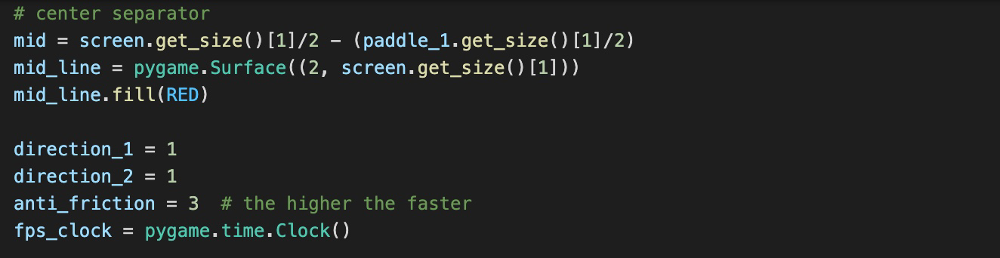 # center separator
mid = screen.get_size()[1]/2 - (paddle_1.get_size()[1]/2)
mid_line = pygame.Surface((2, screen.get_size()[1]))
mid_line.fill(RED)
direction_1 = 1
direction_2 = 1
anti_friction = 3  # the higher the faster
fps_clock = pygame.time.Clock()